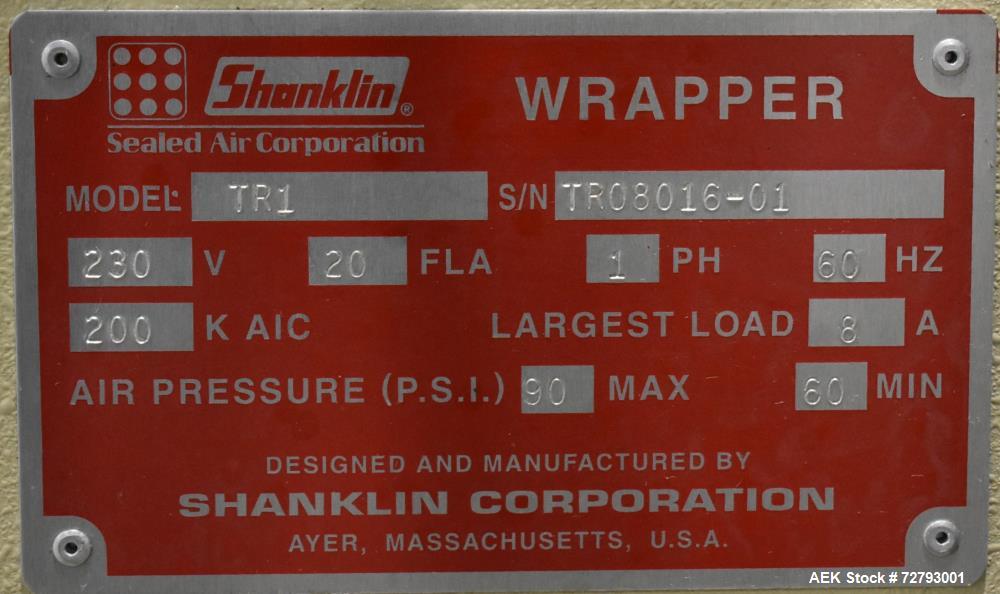 Shanklin®
Sealed Air Corporation
WRAPPER
MODEL TR1 S/N TR08016-01
230 V 20 FLA 1 PH 60 HZ
200 K AIC LARGEST LOAD 8 A
AIR PRESSURE (P.S.I.) 90 MAX 60 MIN
DESIGNED AND MANUFACTURED BY
SHANKLIN CORPORATION
AYER, MASSACHUSETTS, U.S.A.
AEK Stock # 72793001